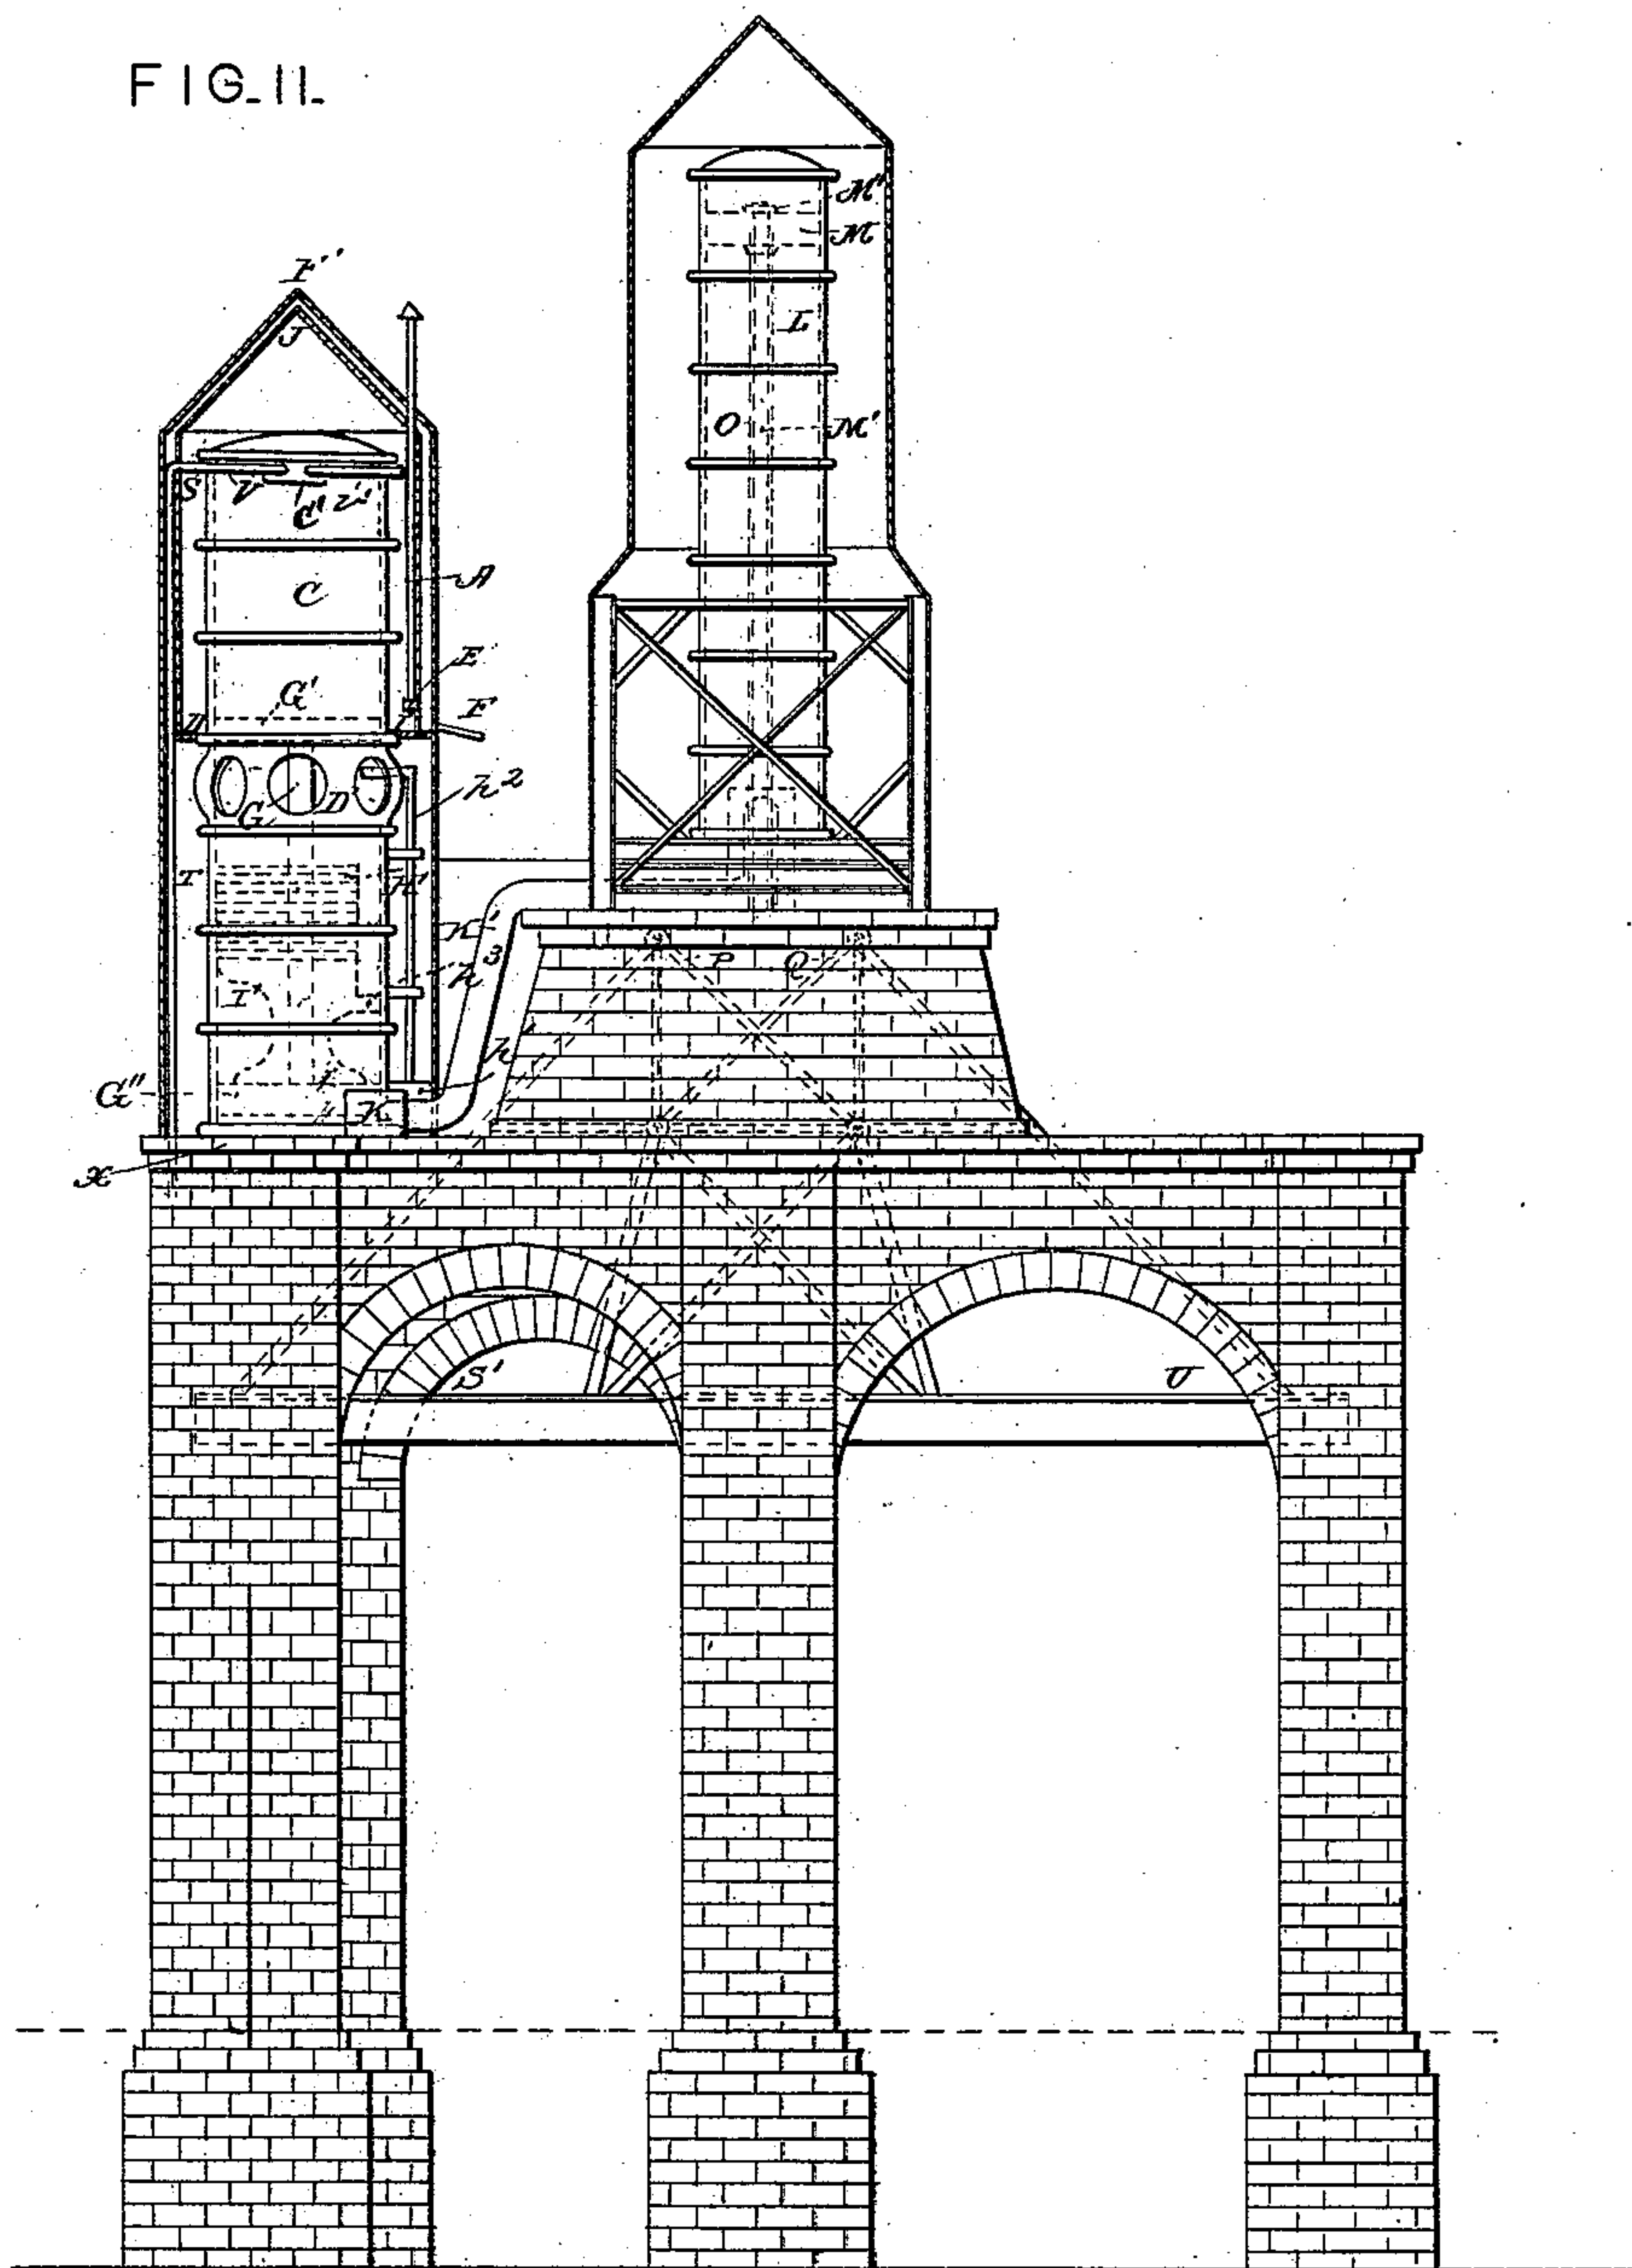 FIG. 11.
M''
M
F''
J
L
O
M'
S
V
C'
A
C
E
G'
F
H
h²
G
D
T
H'
K'
P
Q
h³
I'
h
G''
K
X
S'
U